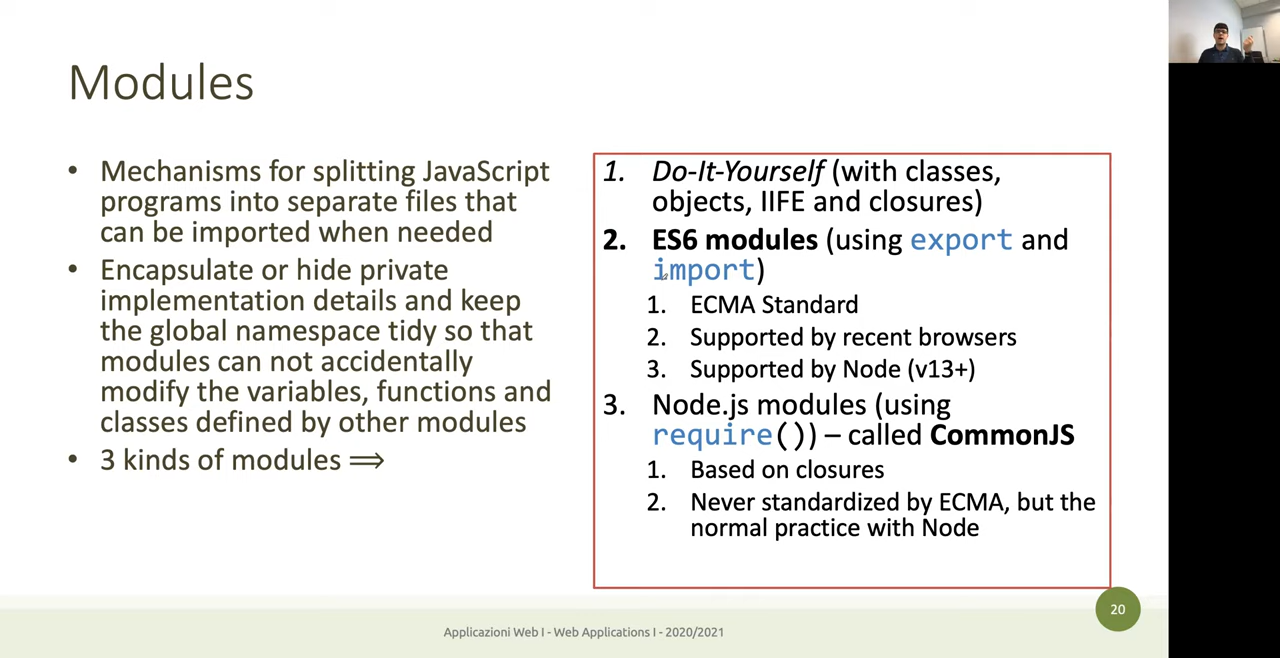 Modules
• Mechanisms for splitting JavaScript
programs into separate files that
can be imported when needed
• Encapsulate or hide private
implementation details and keep
the global namespace tidy so that
modules can not accidentally
modify the variables, functions and
classes defined by other modules
• 3 kinds of modules ⟹
1. Do-It-Yourself (with classes,
objects, IIFE and closures)
2. ES6 modules (using export and
import)
1. ECMA Standard
2. Supported by recent browsers
3. Supported by Node (v13+)
3. Node.js modules (using
require()) – called CommonJS
1. Based on closures
2. Never standardized by ECMA, but the
normal practice with Node
20
Applicazioni Web I - Web Applications I - 2020/2021